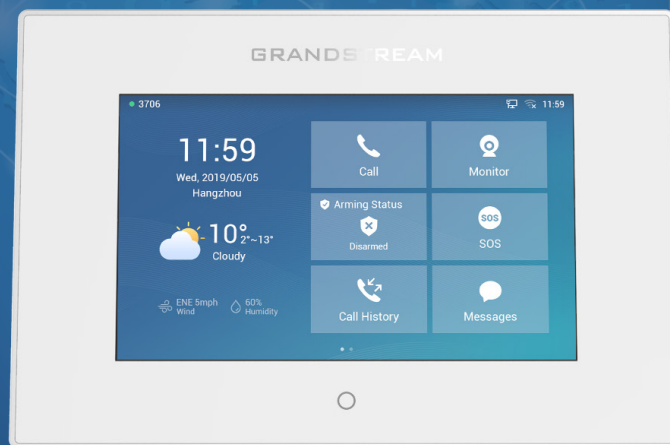 GRANDSTREAM
3706
11:59
11:59
Wed, 2019/05/05
Hangzhou
10° 2°~13°
Cloudy
ENE 5mph
Wind
60%
Humidity
Call
Monitor
Arming Status
Disarmed
SOS
SOS
Call History
Messages